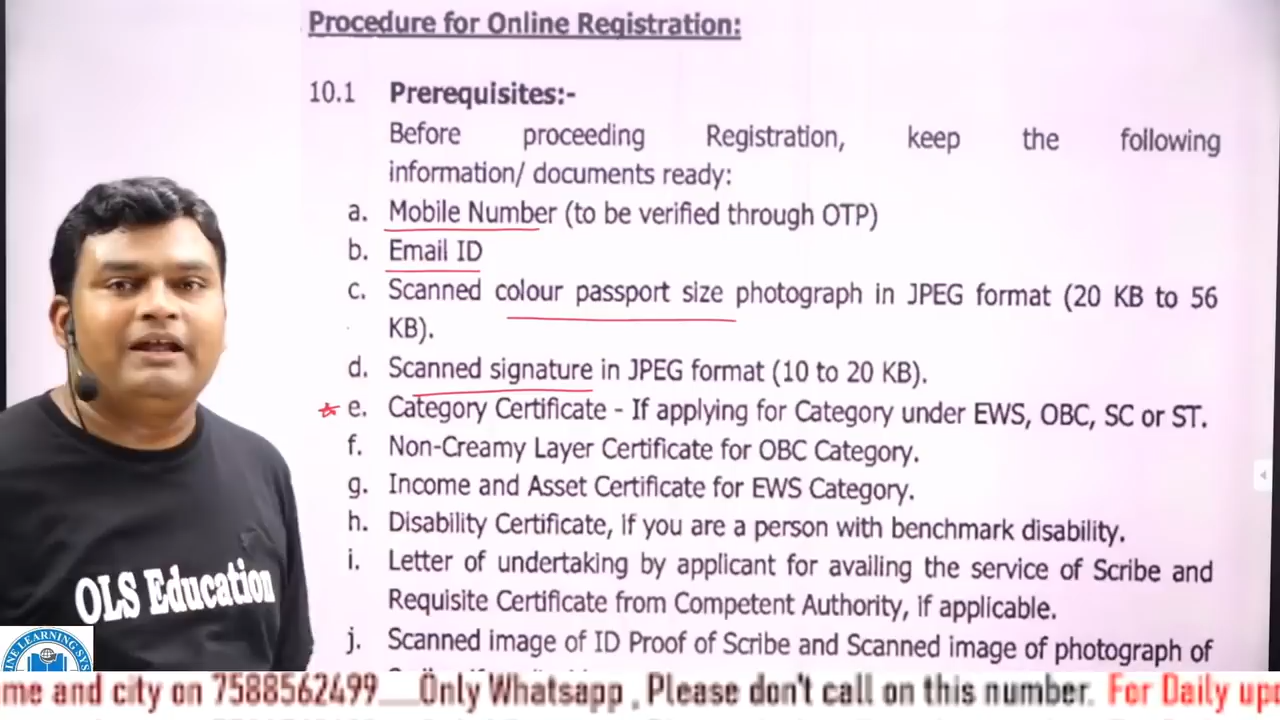 Procedure for Online Registration:
10.1 Prerequisites:-
Before proceeding Registration, keep the following
information/ documents ready:
a. Mobile Number (to be verified through OTP)
b. Email ID
c. Scanned colour passport size photograph in JPEG format (20 KB to 56
KB).
d. Scanned signature in JPEG format (10 to 20 KB).
e. Category Certificate - If applying for Category under EWS, OBC, SC or ST.
f. Non-Creamy Layer Certificate for OBC Category.
g. Income and Asset Certificate for EWS Category.
h. Disability Certificate, if you are a person with benchmark disability.
i. Letter of undertaking by applicant for availing the service of Scribe and
Requisite Certificate from Competent Authority, if applicable.
j. Scanned image of ID Proof of Scribe and Scanned image of photograph of
OLS Education
NE LEARNING SYS
me and city on 7588562499....Only Whatsapp , Please don't call on this number. For Daily upd